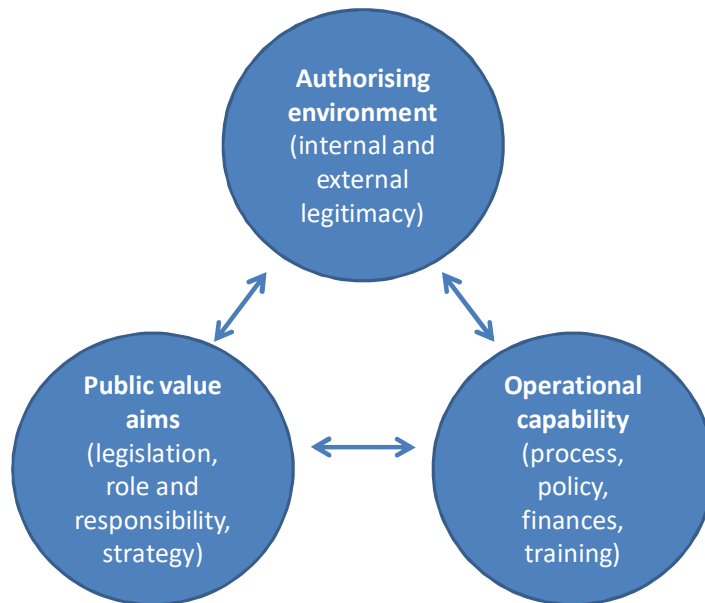 Authorising
environment
(internal and
external
legitimacy)
Public value
aims
(legislation,
role and
responsibility,
strategy)
Operational
capability
(process,
policy,
finances,
training)